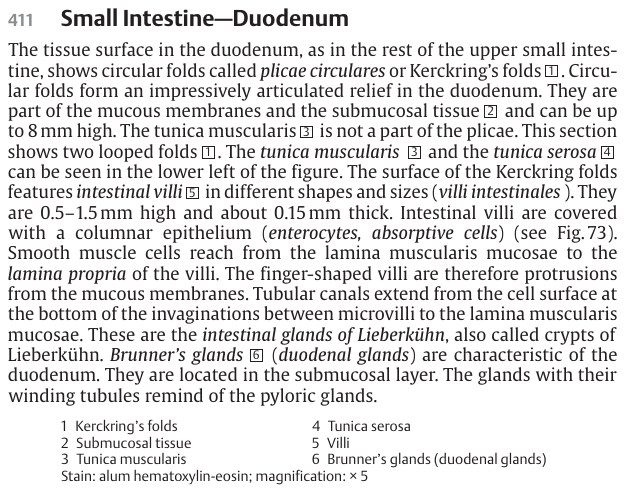 411 Small Intestine—Duodenum
The tissue surface in the duodenum, as in the rest of the upper small intes-
tine, shows circular folds called plicae circulares or Kerckring's folds 1. Circu-
lar folds form an impressively articulated relief in the duodenum. They are
part of the mucous membranes and the submucosal tissue 2 and can be up
to 8 mm high. The tunica muscularis 3 is not a part of the plicae. This section
shows two looped folds 1. The tunica muscularis 3 and the tunica serosa 4
can be seen in the lower left of the figure. The surface of the Kerckring folds
features intestinal villi 5 in different shapes and sizes (villi intestinales ). They
are 0.5–1.5 mm high and about 0.15 mm thick. Intestinal villi are covered
with a columnar epithelium (enterocytes, absorptive cells) (see Fig. 73).
Smooth muscle cells reach from the lamina muscularis mucosae to the
lamina propria of the villi. The finger-shaped villi are therefore protrusions
from the mucous membranes. Tubular canals extend from the cell surface at
the bottom of the invaginations between microvilli to the lamina muscularis
mucosae. These are the intestinal glands of Lieberkühn, also called crypts of
Lieberkühn. Brunner's glands 6 (duodenal glands) are characteristic of the
duodenum. They are located in the submucosal layer. The glands with their
winding tubules remind of the pyloric glands.
1 Kerckring's folds
2 Submucosal tissue
3 Tunica muscularis
4 Tunica serosa
5 Villi
6 Brunner's glands (duodenal glands)
Stain: alum hematoxylin-eosin; magnification: × 5